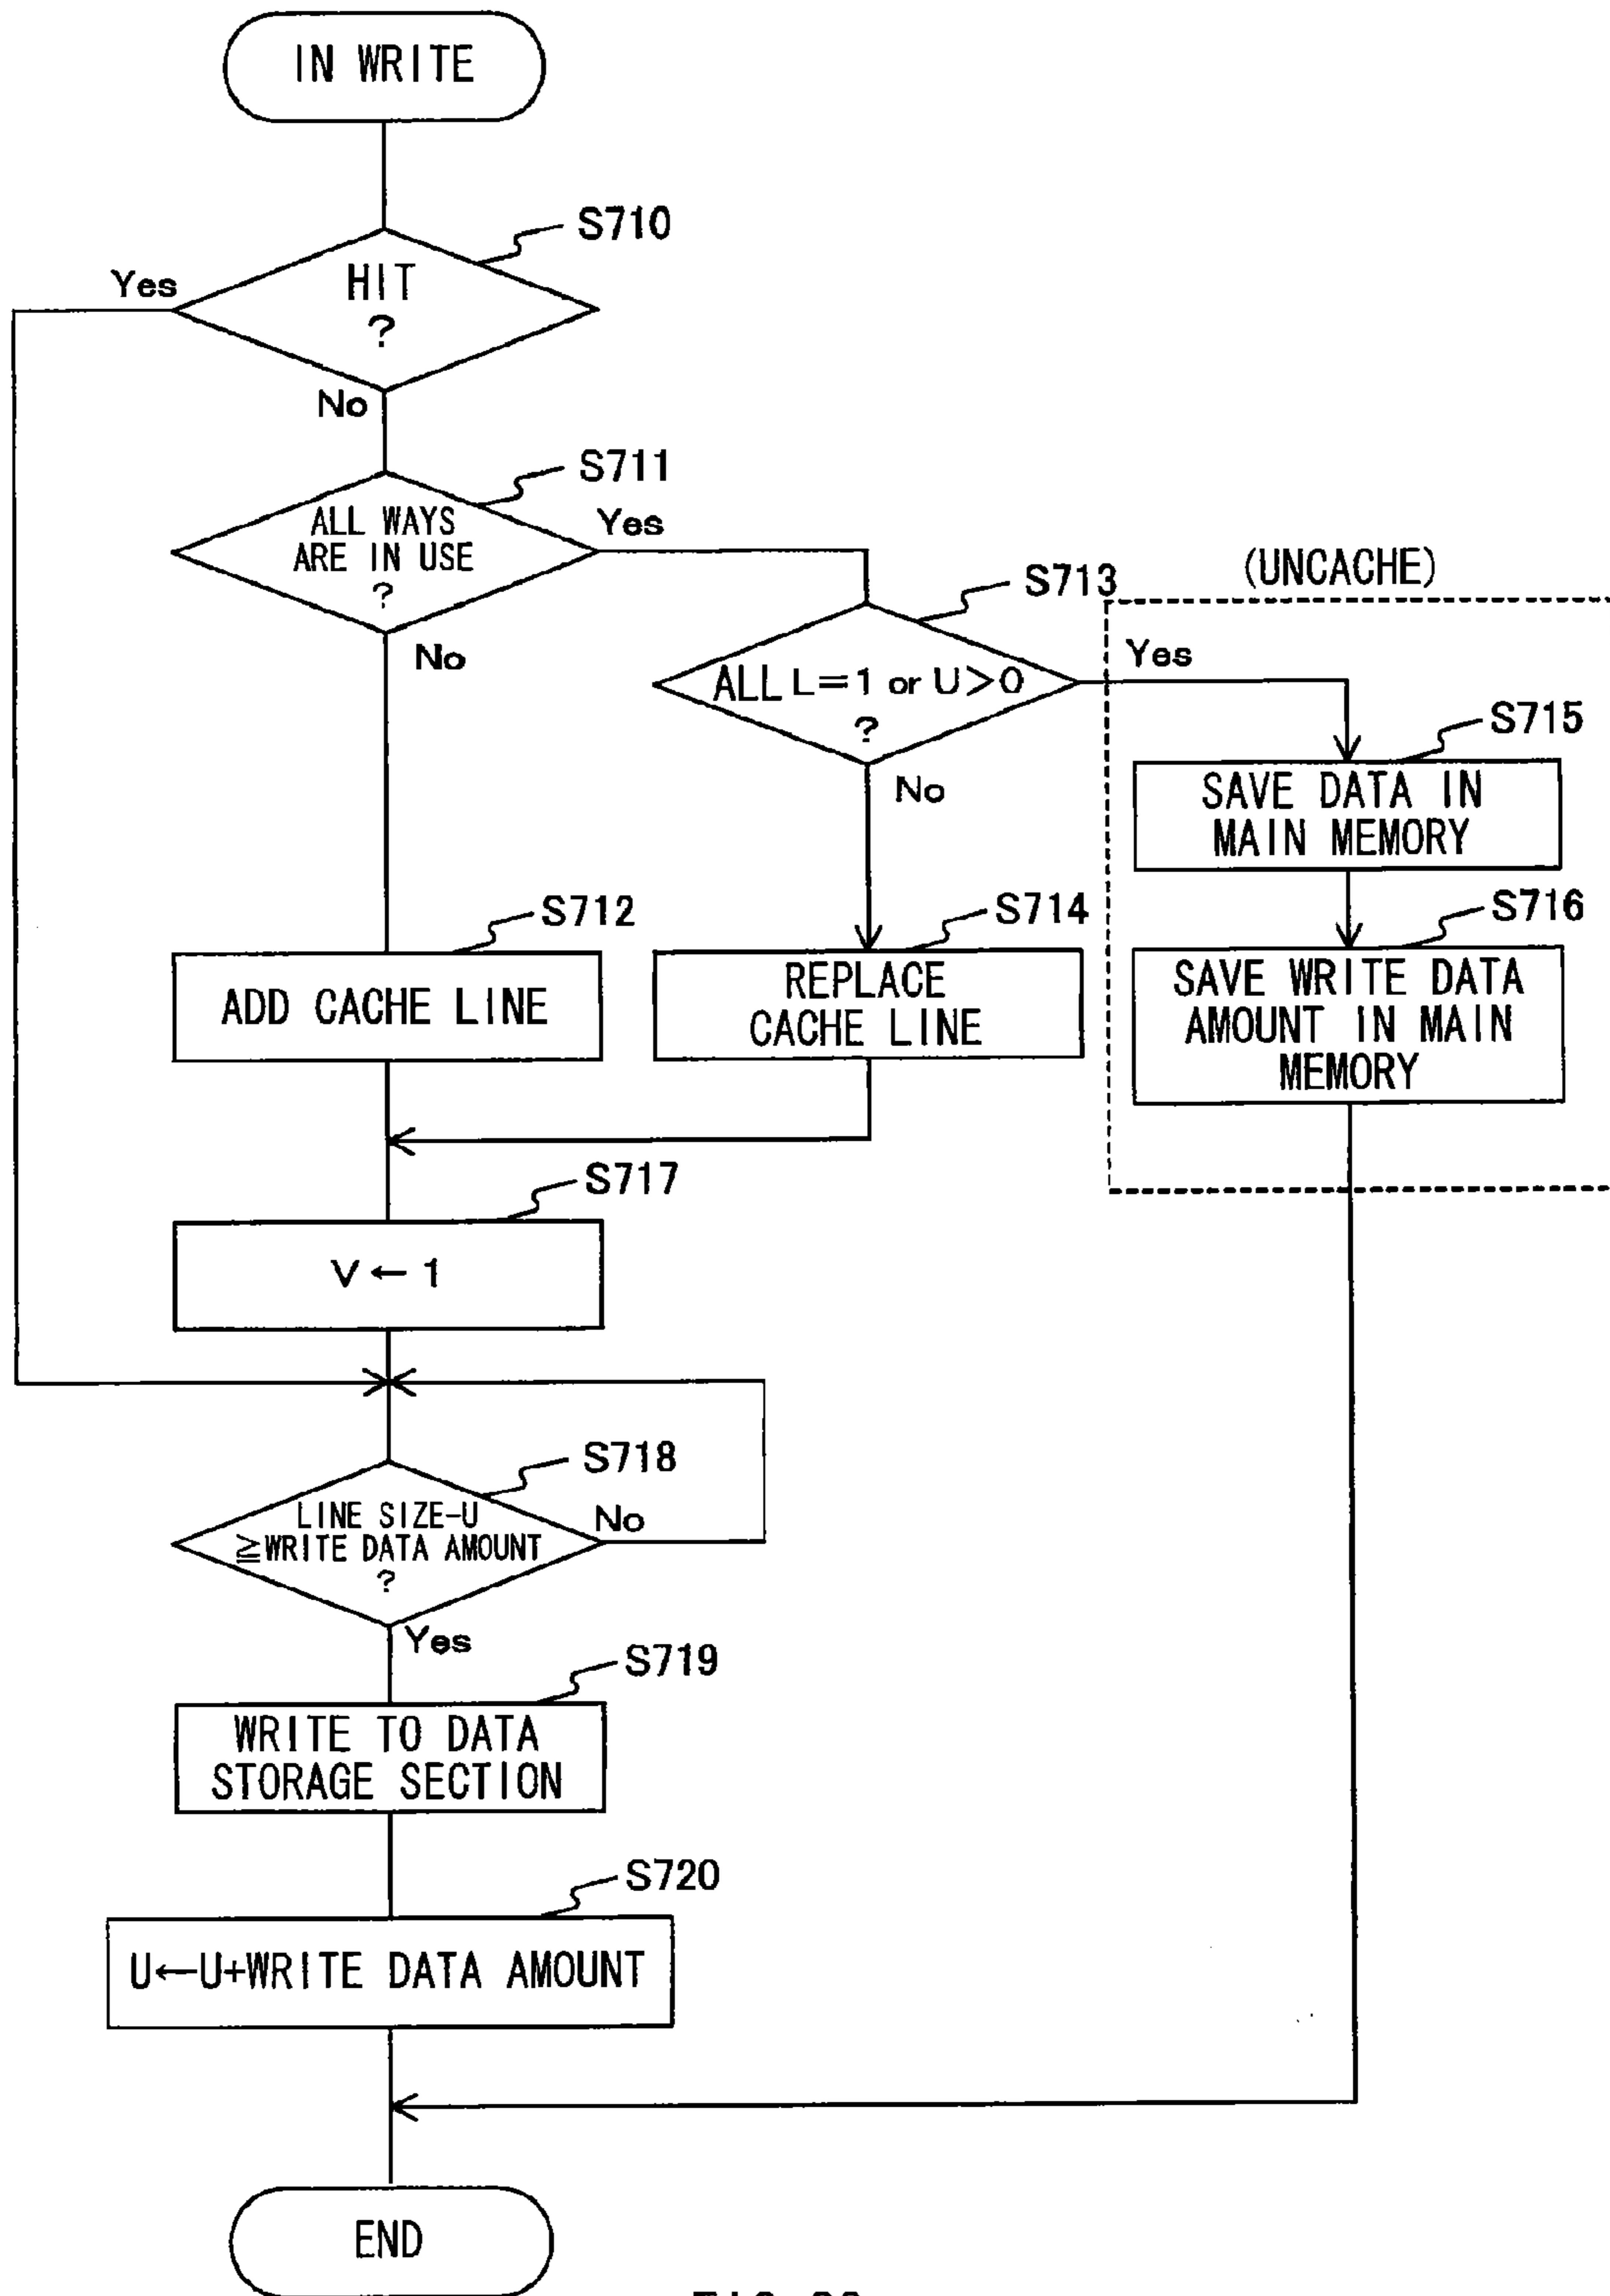 IN WRITE
S710
Yes
HIT
?
No
S711
ALL WAYS
ARE IN USE
?
Yes
No
S713
(UNCACHE)
ALL L=1 or U>0
?
Yes
No
S715
SAVE DATA IN
MAIN MEMORY
S712
ADD CACHE LINE
S714
REPLACE
CACHE LINE
S716
SAVE WRITE DATA
AMOUNT IN MAIN
MEMORY
S717
V←1
S718
LINE SIZE-U
≧WRITE DATA AMOUNT
?
No
Yes
S719
WRITE TO DATA
STORAGE SECTION
S720
U←U+WRITE DATA AMOUNT
END